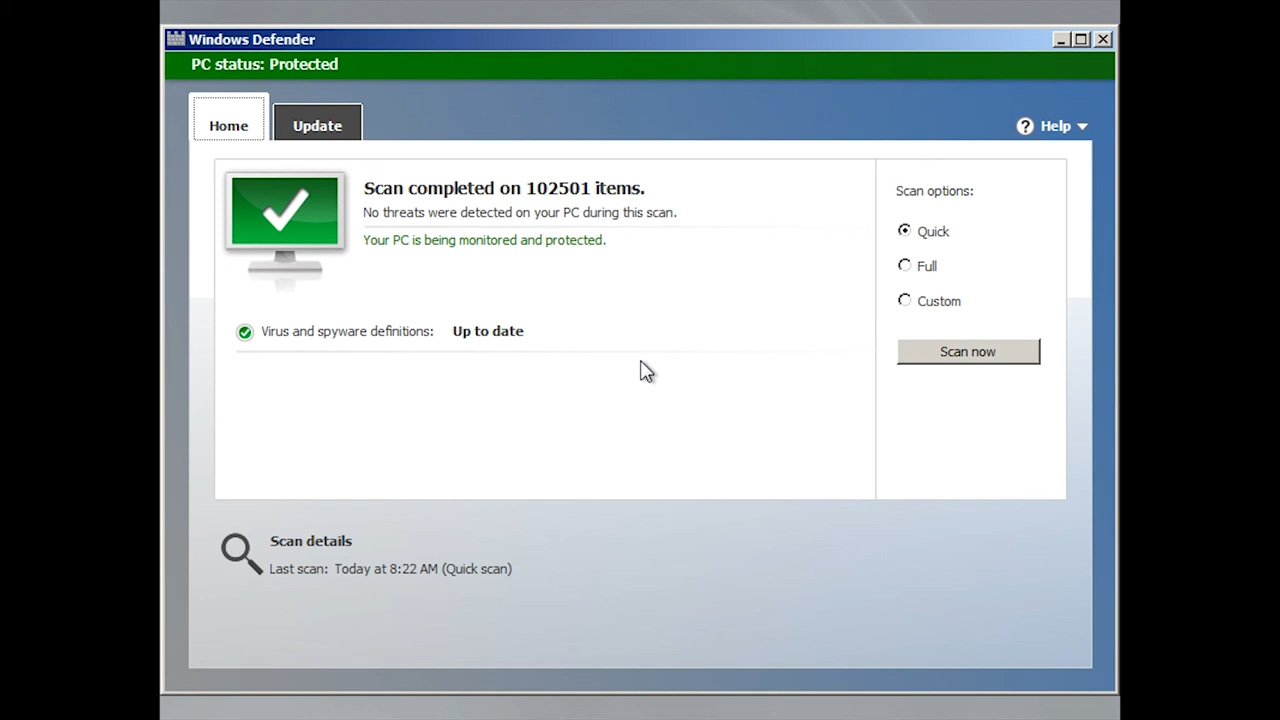 Windows Defender
PC status: Protected
Home
Update
Help
Scan completed on 102501 items.
No threats were detected on your PC during this scan.
Your PC is being monitored and protected.
Virus and spyware definitions: Up to date
Scan options:
Quick
Full
Custom
Scan now
Scan details
Last scan: Today at 8:22 AM (Quick scan)